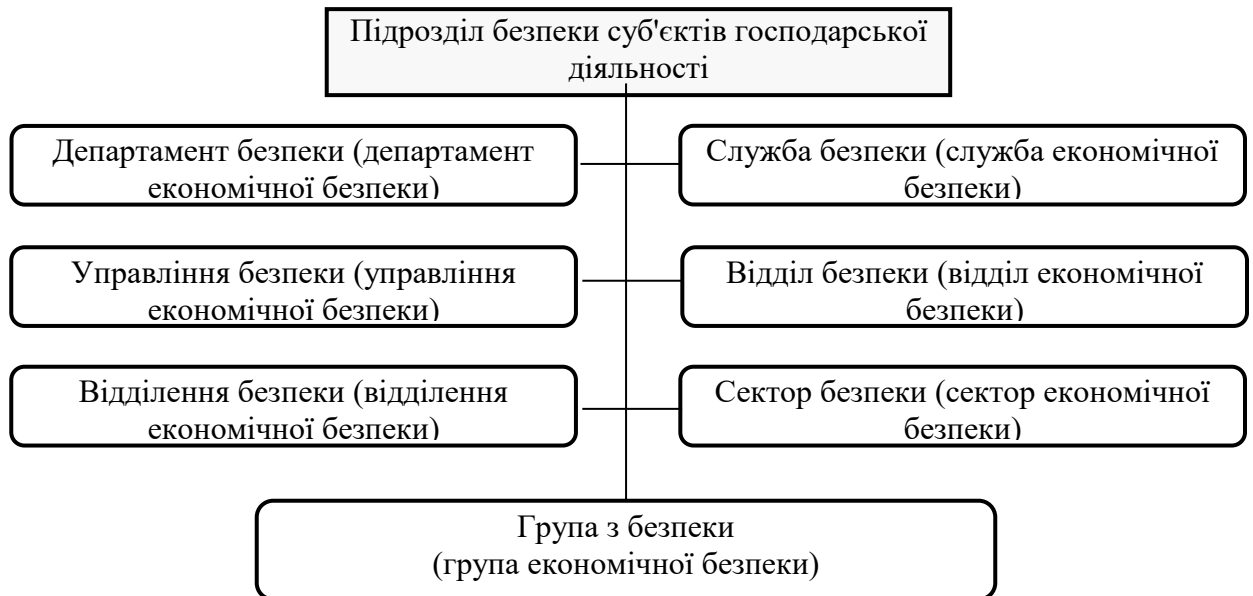 Підрозділ безпеки суб'єктів господарської
діяльності
Департамент безпеки (департамент
економічної безпеки)
Служба безпеки (служба економічної
безпеки)
Управління безпеки (управління
економічної безпеки)
Відділ безпеки (відділ економічної
безпеки)
Відділення безпеки (відділення
економічної безпеки)
Сектор безпеки (сектор економічної
безпеки)
Група з безпеки
(група економічної безпеки)